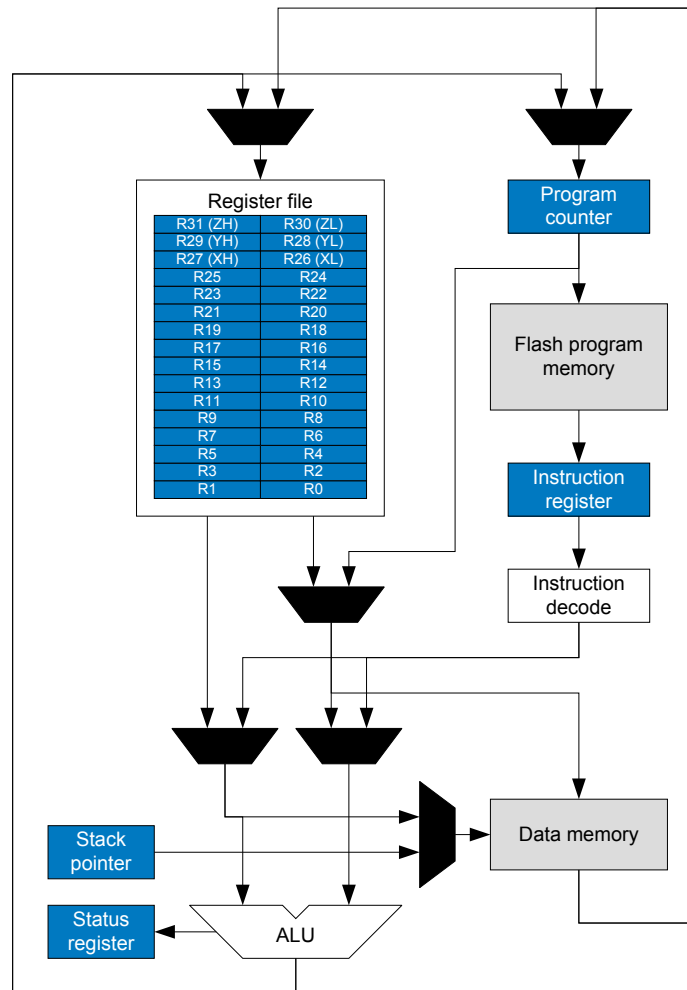 Register file
R31 (ZH) R30 (ZL)
R29 (YH) R28 (YL)
R27 (XH) R26 (XL)
R25 R24
R23 R22
R21 R20
R19 R18
R17 R16
R15 R14
R13 R12
R11 R10
R9 R8
R7 R6
R5 R4
R3 R2
R1 R0
Program
counter
Flash program
memory
Instruction
register
Instruction
decode
Stack
pointer
Data memory
Status
register
ALU